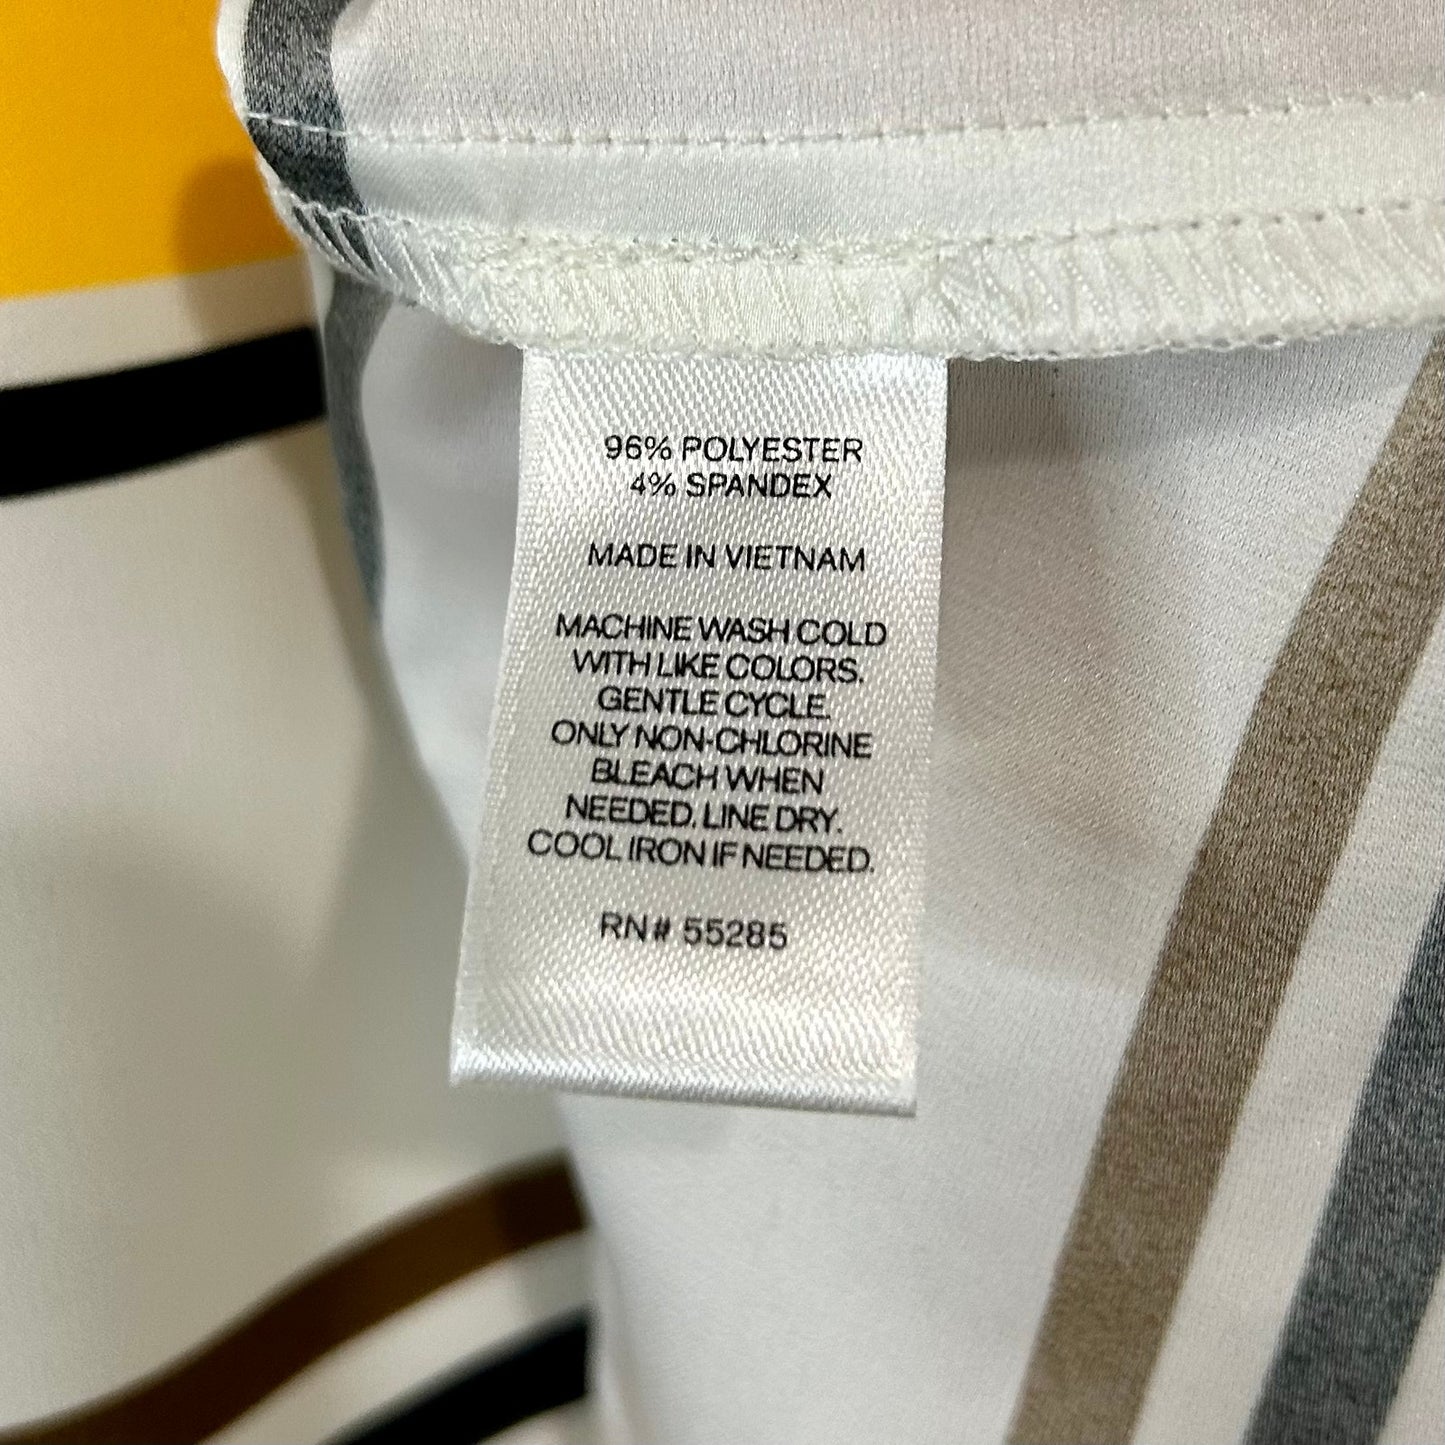 96% POLYESTER
4% SPANDEX
MADE IN VIETNAM
MACHINE WASH COLD
WITH LIKE COLORS.
GENTLE CYCLE.
ONLY NON-CHLORINE
BLEACH WHEN
NEEDED. LINE DRY.
COOL IRON IF NEEDED.
RN# 55285